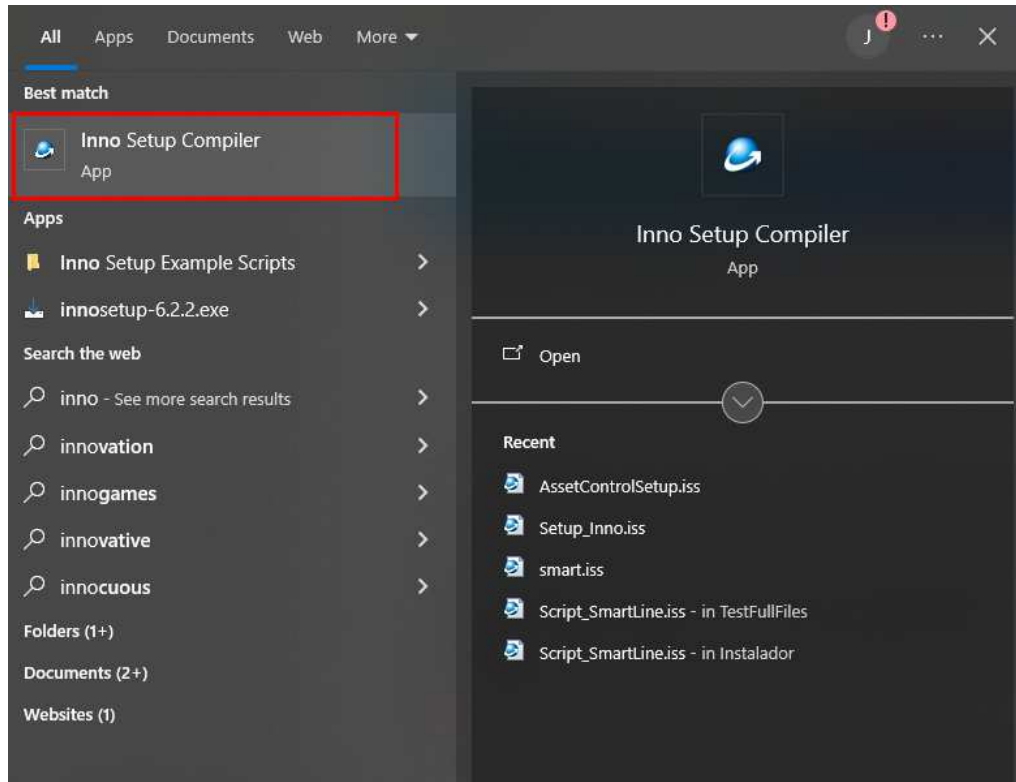 All Apps Documents Web More
J ! ...
Best match
Inno Setup Compiler
App
Apps
Inno Setup Example Scripts
innosetup-6.2.2.exe
Search the web
inno - See more search results
innovation
innogames
innovative
innocuous
Folders (1+)
Documents (2+)
Websites (1)
Inno Setup Compiler
App
Open
Recent
AssetControlSetup.iss
Setup_Inno.iss
smart.iss
Script_SmartLine.iss - in TestFullFiles
Script_SmartLine.iss - in Instalador